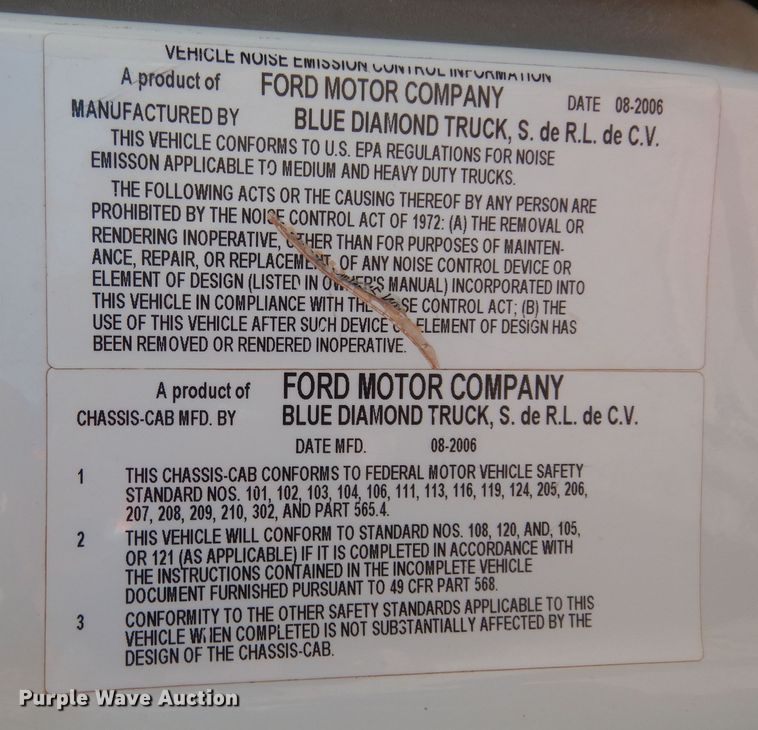 VEHICLE NOISE EMISSION CONTROL INFORMATION
A product of FORD MOTOR COMPANY DATE 08-2006
MANUFACTURED BY BLUE DIAMOND TRUCK, S. de R.L. de C.V.
THIS VEHICLE CONFORMS TO U.S. EPA REGULATIONS FOR NOISE
EMISSON APPLICABLE TO MEDIUM AND HEAVY DUTY TRUCKS.
THE FOLLOWING ACTS OR THE CAUSING THEREOF BY ANY PERSON ARE
PROHIBITED BY THE NOISE CONTROL ACT OF 1972: (A) THE REMOVAL OR
RENDERING INOPERATIVE, OTHER THAN FOR PURPOSES OF MAINTEN-
ANCE, REPAIR, OR REPLACEMENT, OF ANY NOISE CONTROL DEVICE OR
ELEMENT OF DESIGN (LISTED IN OWNER'S MANUAL) INCORPORATED INTO
THIS VEHICLE IN COMPLIANCE WITH THE NOISE CONTROL ACT; (B) THE
USE OF THIS VEHICLE AFTER SUCH DEVICE OR ELEMENT OF DESIGN HAS
BEEN REMOVED OR RENDERED INOPERATIVE.
A product of FORD MOTOR COMPANY
CHASSIS-CAB MFD. BY BLUE DIAMOND TRUCK, S. de R.L. de C.V.
DATE MFD. 08-2006
1 THIS CHASSIS-CAB CONFORMS TO FEDERAL MOTOR VEHICLE SAFETY
STANDARD NOS. 101, 102, 103, 104, 106, 111, 113, 116, 119, 124, 205, 206,
207, 208, 209, 210, 302, AND PART 565.4.
2 THIS VEHICLE WILL CONFORM TO STANDARD NOS. 108, 120, AND, 105,
OR 121 (AS APPLICABLE) IF IT IS COMPLETED IN ACCORDANCE WITH
THE INSTRUCTIONS CONTAINED IN THE INCOMPLETE VEHICLE
DOCUMENT FURNISHED PURSUANT TO 49 CFR PART 568.
3 CONFORMITY TO THE OTHER SAFETY STANDARDS APPLICABLE TO THIS
VEHICLE WHEN COMPLETED IS NOT SUBSTANTIALLY AFFECTED BY THE
DESIGN OF THE CHASSIS-CAB.
Purple Wave Auction